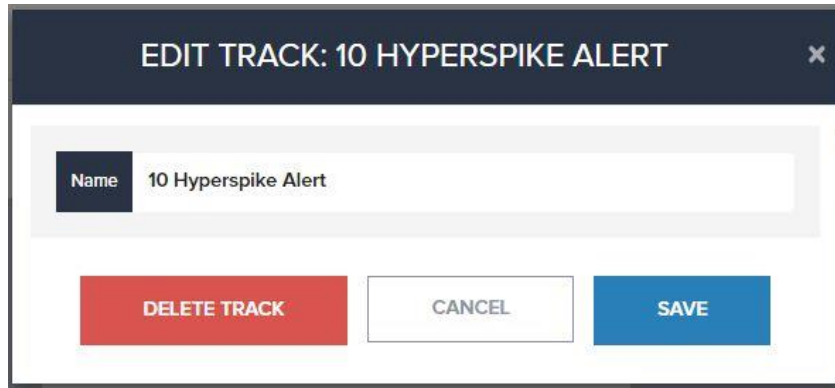 EDIT TRACK: 10 HYPERSPIKE ALERT ×
Name 10 Hyperspike Alert
DELETE TRACK CANCEL SAVE